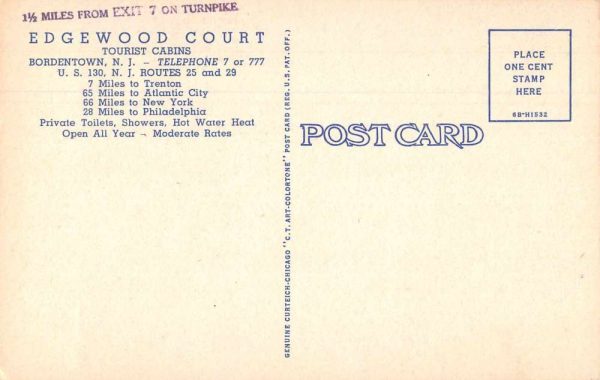 1½ MILES FROM EXIT 7 ON TURNPIKE
EDGEWOOD COURT
TOURIST CABINS
BORDENTOWN, N. J. – TELEPHONE 7 or 777
U. S. 130, N. J. ROUTES 25 and 29
7 Miles to Trenton
65 Miles to Atlantic City
66 Miles to New York
28 Miles to Philadelphia
Private Toilets, Showers, Hot Water Heat
Open All Year – Moderate Rates
GENUINE CURTEICH-CHICAGO "C. T. ART-COLORTONE" POST CARD (REG. U. S. PAT. OFF.)
POST CARD
PLACE
ONE CENT
STAMP
HERE
6B-H1532